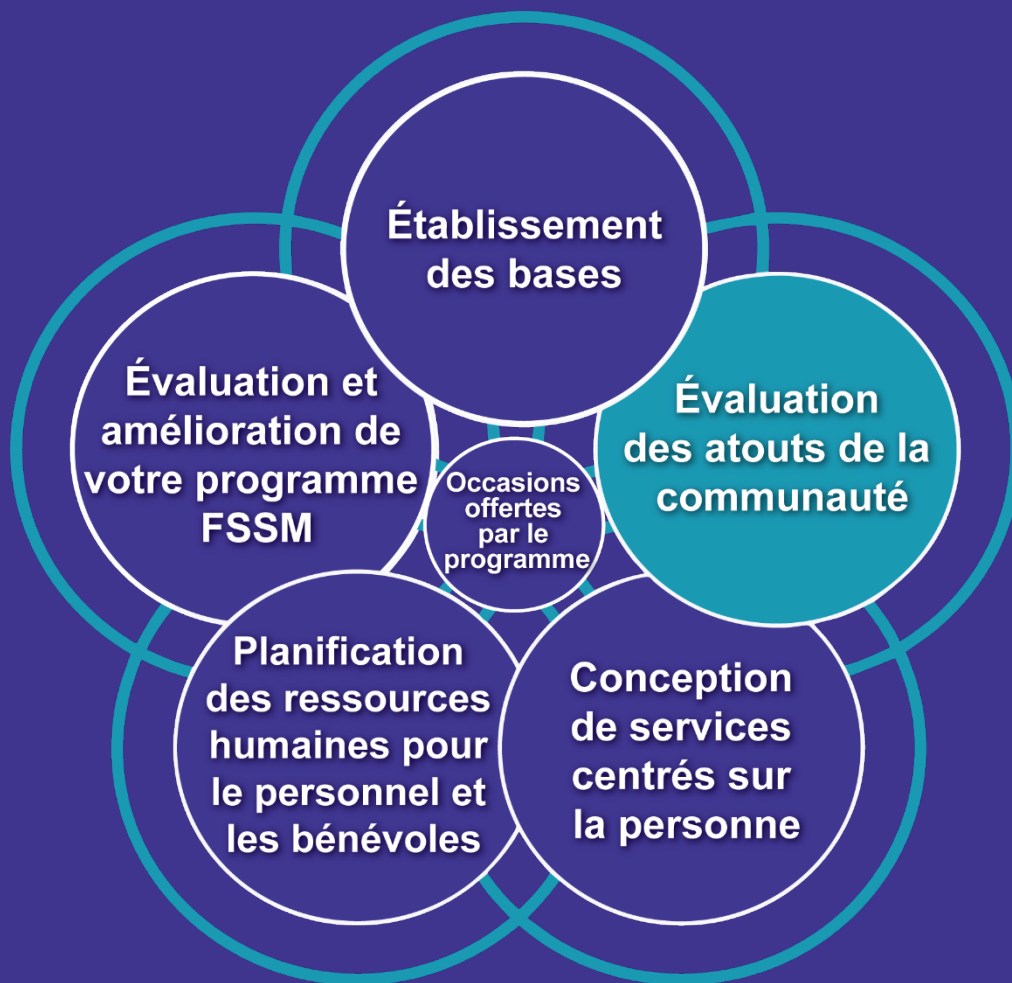 Établissement
des bases
Évaluation
des atouts de la
communauté
Conception
de services
centrés sur
la personne
Planification
des ressources
humaines pour
le personnel et
les bénévoles
Évaluation et
amélioration de
votre programme
FSSM
Occasions
offertes
par le
programme